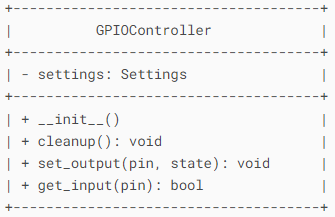 +-------------------------------------+
|          GPIOController             |
+-------------------------------------+
| - settings: Settings                |
+-------------------------------------+
| + __init__()                        |
| + cleanup(): void                   |
| + set_output(pin, state): void      |
| + get_input(pin): bool              |
+-------------------------------------+